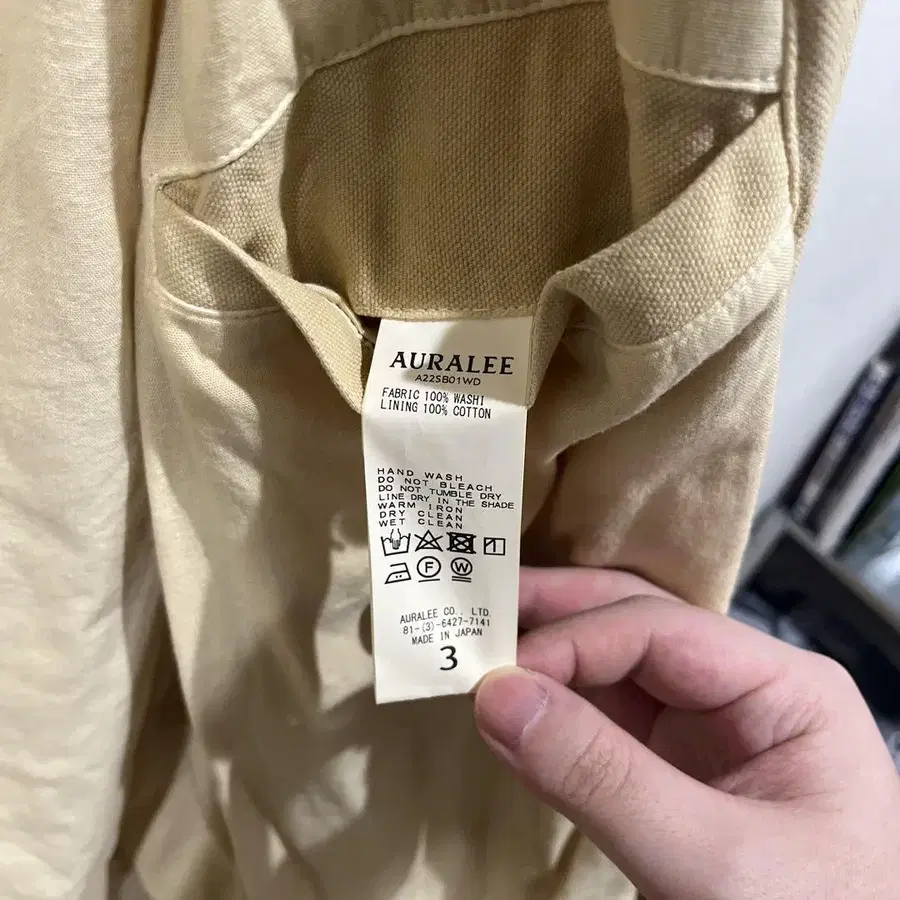 AURALEE
A22SB01WD
FABRIC 100% WASHI
LINING 100% COTTON
HAND WASH
DO NOT BLEACH
DO NOT TUMBLE DRY
LINE DRY IN THE SHADE
WARM IRON
DRY CLEAN
WET CLEAN
F W
AURALEE CO., LTD.
81-(3)-6427-7141
MADE IN JAPAN
3